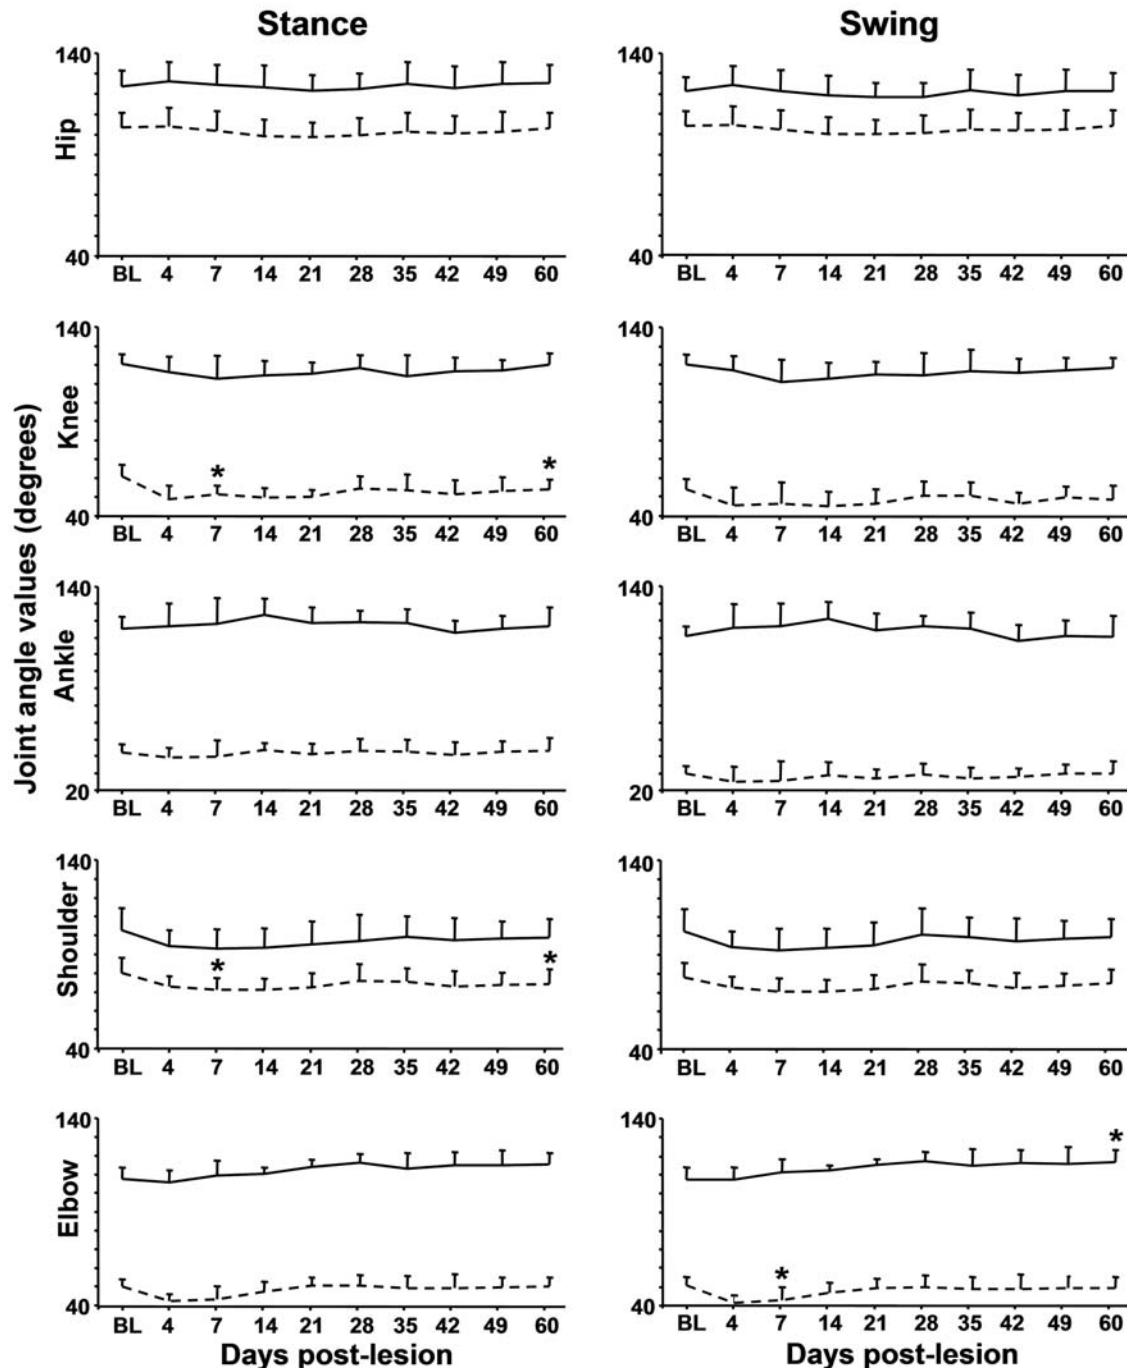 Stance Swing
Joint angle values (degrees)
Hip
140 140
40 40
BL 4 7 14 21 28 35 42 49 60 BL 4 7 14 21 28 35 42 49 60
Knee
140 140
* *
40 40
BL 4 7 14 21 28 35 42 49 60 BL 4 7 14 21 28 35 42 49 60
Ankle
140 140
20 20
BL 4 7 14 21 28 35 42 49 60 BL 4 7 14 21 28 35 42 49 60
Shoulder
140 140
* *
40 40
BL 4 7 14 21 28 35 42 49 60 BL 4 7 14 21 28 35 42 49 60
Elbow
140 140
*
*
40 40
BL 4 7 14 21 28 35 42 49 60 BL 4 7 14 21 28 35 42 49 60
Days post-lesion Days post-lesion